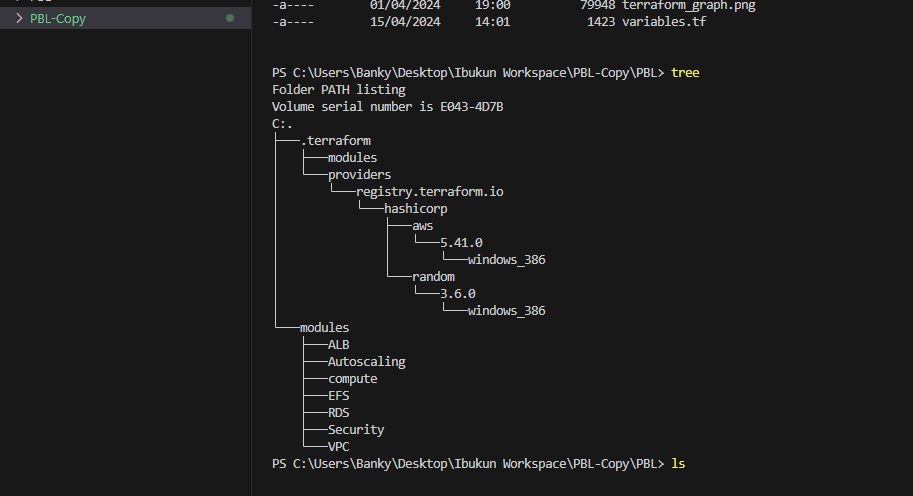 PBL-Copy
-a---- 01/04/2024 19:00 79948 terraform_graph.png
-a---- 15/04/2024 14:01 1423 variables.tf
PS C:\Users\Banky\Desktop\Ibukun Workspace\PBL-Copy\PBL> tree
Folder PATH listing
Volume serial number is E043-4D7B
C:.
├───.terraform
│   ├───modules
│   └───providers
│       └───registry.terraform.io
│           └───hashicorp
│               ├───aws
│               │   └───5.41.0
│               │       └───windows_386
│               └───random
│                   └───3.6.0
│                       └───windows_386
└───modules
    ├───ALB
    ├───Autoscaling
    ├───compute
    ├───EFS
    ├───RDS
    ├───Security
    └───VPC
PS C:\Users\Banky\Desktop\Ibukun Workspace\PBL-Copy\PBL> ls